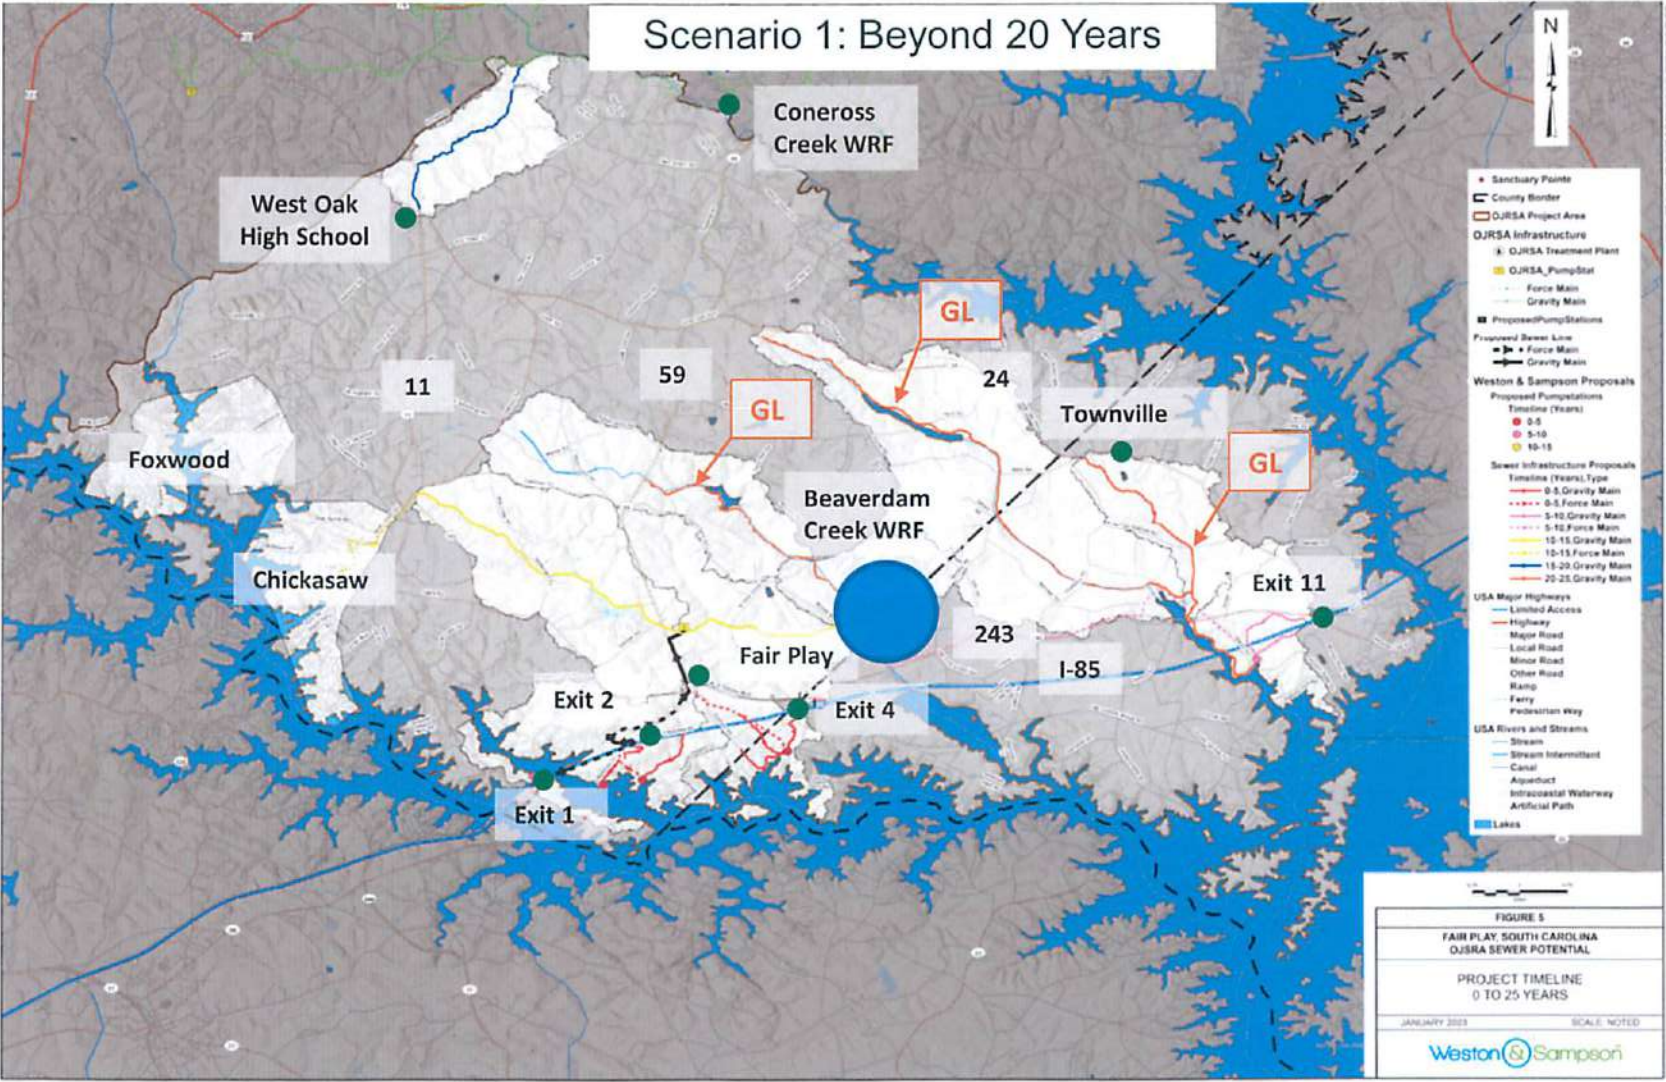 Scenario 1: Beyond 20 Years
N
Coneross
Creek WRF
West Oak
High School
GL
59
11
24
GL
Townville
GL
Foxwood
Beaverdam
Creek WRF
Chickasaw
Exit 11
243
Fair Play
I-85
Exit 2
Exit 4
Exit 1
Sanctuary Pointe
County Border
OJRSA Project Area
OJRSA Infrastructure
OJRSA Treatment Plant
OJRSA_PumpStat
Force Main
Gravity Main
ProposedPumpStations
Proposed Sewer Line
Force Main
Gravity Main
Weston & Sampson Proposals
Proposed Pumpstations
Timeline (Years)
0-5
5-10
10-15
Sewer Infrastructure Proposals
Timeline (Years),Type
0-5,Gravity Main
0-5,Force Main
5-10,Gravity Main
5-10,Force Main
10-15,Gravity Main
10-15,Force Main
15-20,Gravity Main
20-25,Gravity Main
USA Major Highways
Limited Access
Highway
Major Road
Local Road
Minor Road
Other Road
Ramp
Ferry
Pedestrian Way
USA Rivers and Streams
Stream
Stream Intermittent
Canal
Aqueduct
Intracoastal Waterway
Artificial Path
Lakes
FIGURE 5
FAIR PLAY, SOUTH CAROLINA
OJSRA SEWER POTENTIAL
PROJECT TIMELINE
0 TO 25 YEARS
JANUARY 2023 SCALE: NOTED
Weston & Sampson